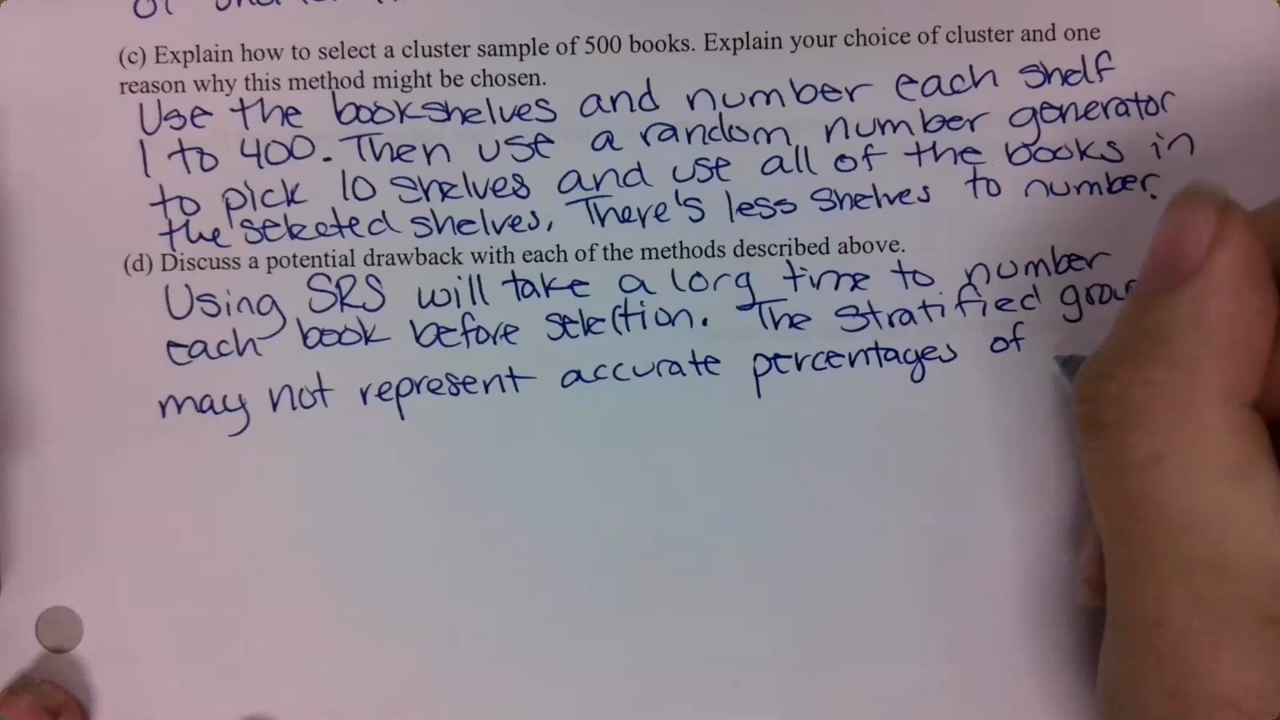 (c) Explain how to select a cluster sample of 500 books. Explain your choice of cluster and one
reason why this method might be chosen.
Use the bookshelves and number each shelf
1 to 400. Then use a random number generator
to pick 10 shelves and use all of the books in
the selected shelves. There's less shelves to number.
(d) Discuss a potential drawback with each of the methods described above.
Using SRS will take a long time to number
each book before selection. The stratified
may not represent accurate percentages of